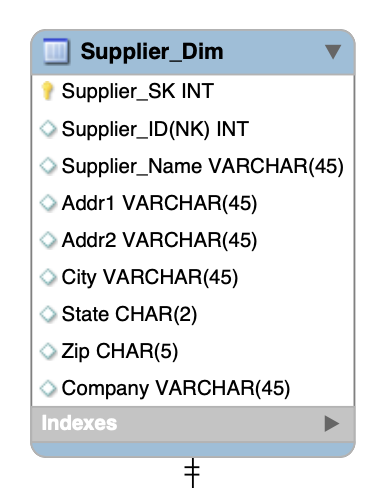 Supplier_Dim
Supplier_SK INT
Supplier_ID(NK) INT
Supplier_Name VARCHAR(45)
Addr1 VARCHAR(45)
Addr2 VARCHAR(45)
City VARCHAR(45)
State CHAR(2)
Zip CHAR(5)
Company VARCHAR(45)
Indexes